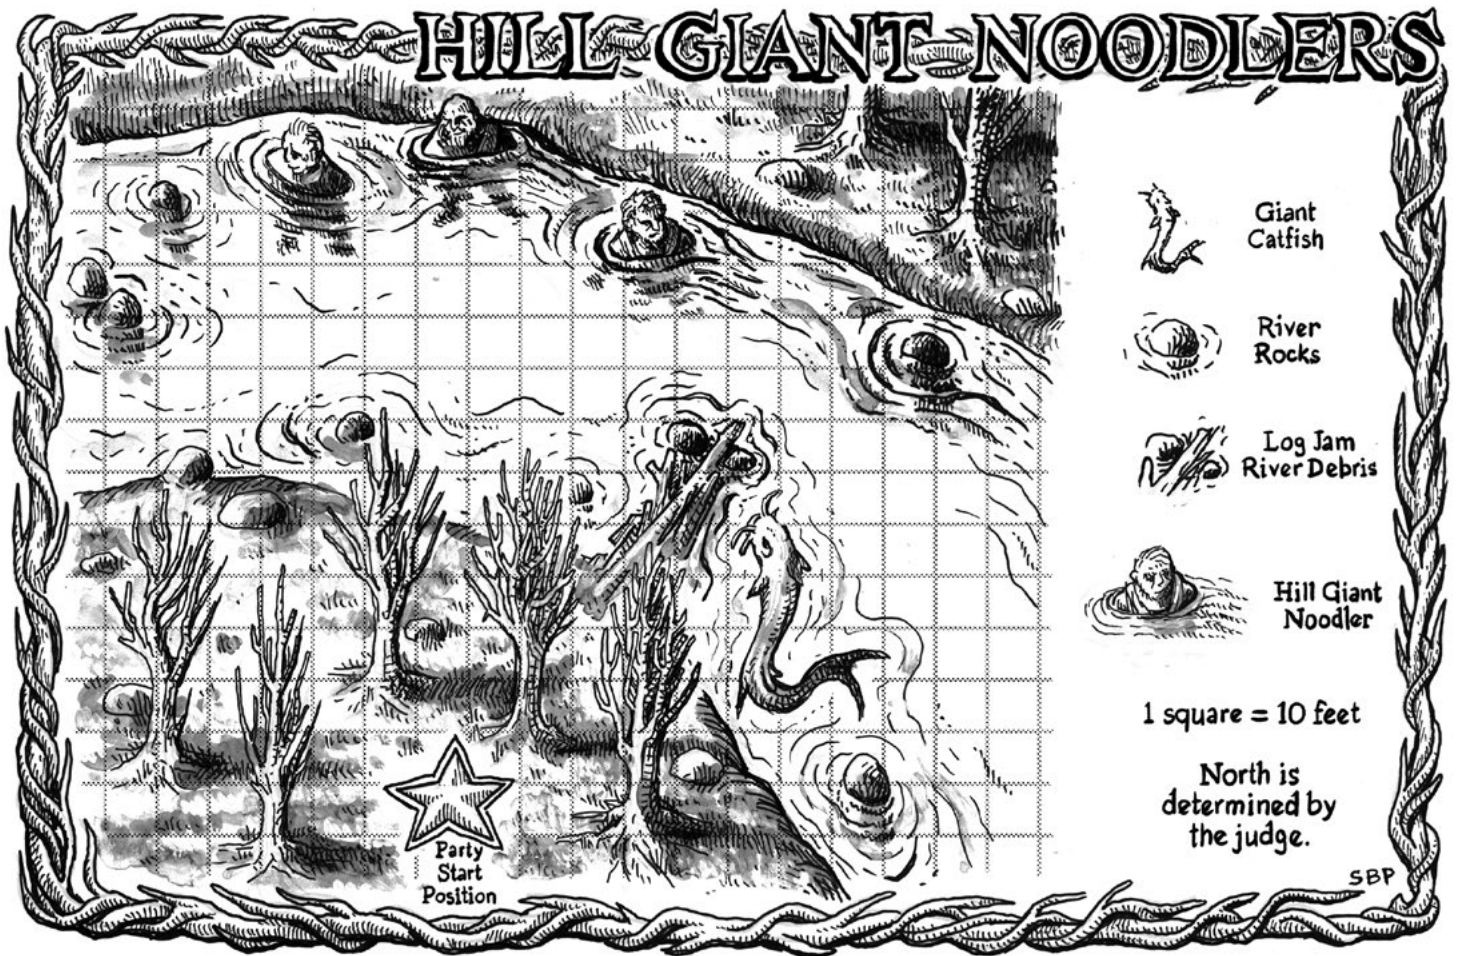 HILL GIANT NOODLERS
Giant
Catfish
River
Rocks
Log Jam
River Debris
Hill Giant
Noodler
1 square = 10 feet
North is
determined by
the judge.
SBP
Party
Start
Position